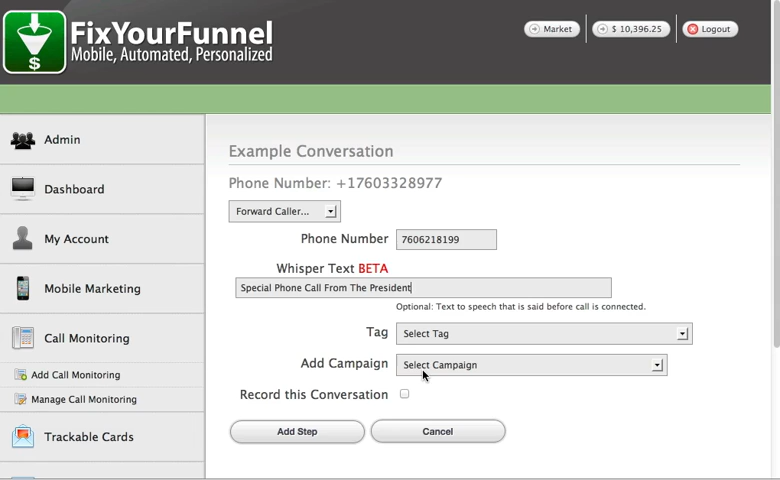 FixYourFunnel
Mobile, Automated, Personalized
Market
$ 10,396.25
Logout
$
Admin
Dashboard
My Account
Mobile Marketing
Call Monitoring
Add Call Monitoring
Manage Call Monitoring
Trackable Cards
Example Conversation
Phone Number: +17603328977
Forward Caller...
Phone Number 7606218199
Whisper Text BETA
Special Phone Call From The President
Optional: Text to speech that is said before call is connected.
Tag Select Tag
Add Campaign Select Campaign
Record this Conversation
Add Step Cancel